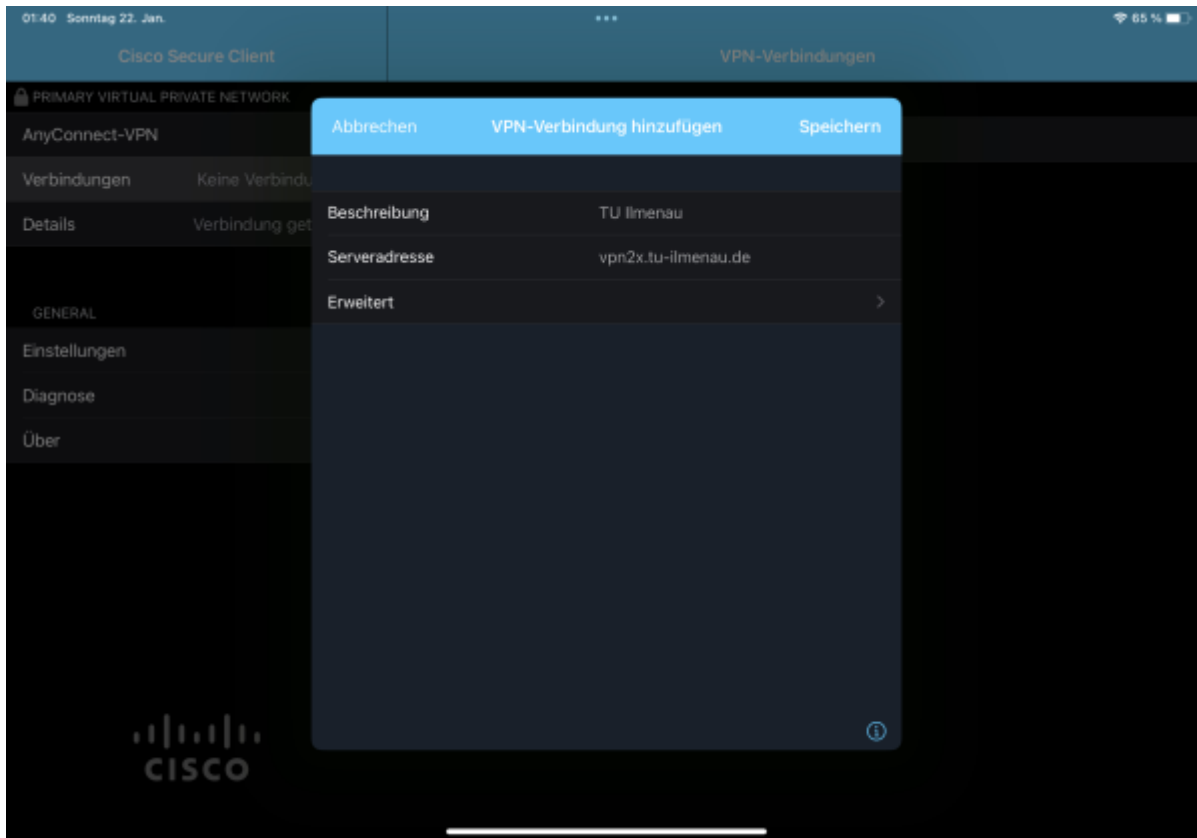 01:40 Sonntag 22. Jan.
65 %
Cisco Secure Client
VPN-Verbindungen
PRIMARY VIRTUAL PRIVATE NETWORK
AnyConnect-VPN
Verbindungen Keine Verbindu
Details Verbindung get
GENERAL
Einstellungen
Diagnose
Über
CISCO
Abbrechen VPN-Verbindung hinzufügen Speichern
Beschreibung TU Ilmenau
Serveradresse vpn2x.tu-ilmenau.de
Erweitert